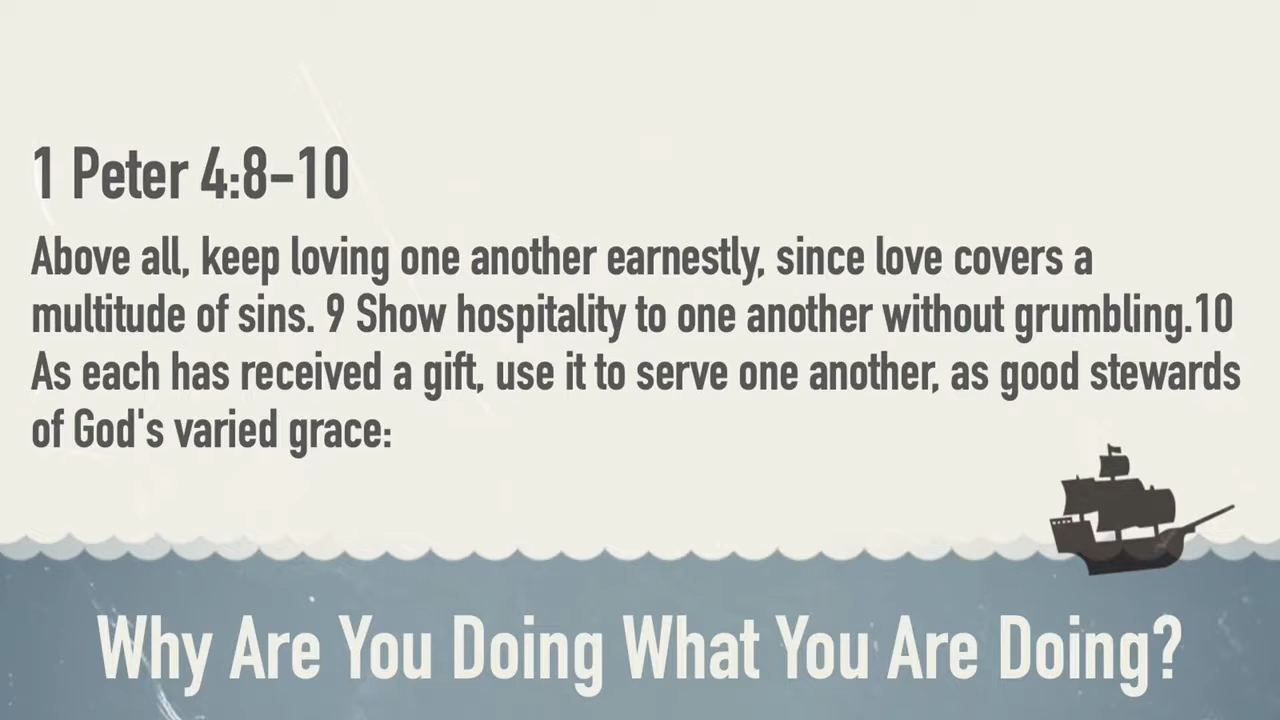 1 Peter 4:8-10
Above all, keep loving one another earnestly, since love covers a
multitude of sins. 9 Show hospitality to one another without grumbling.10
As each has received a gift, use it to serve one another, as good stewards
of God's varied grace:
Why Are You Doing What You Are Doing?